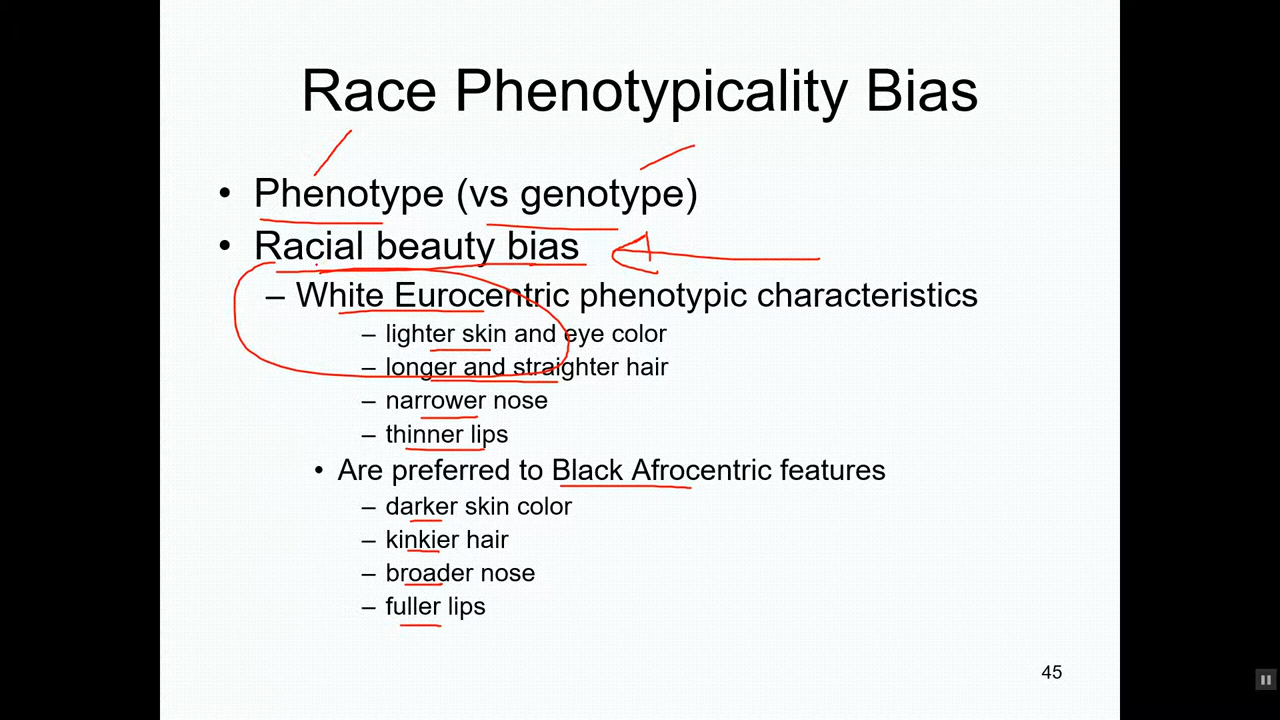 Race Phenotypicality Bias
• Phenotype (vs genotype)
• Racial beauty bias
– White Eurocentric phenotypic characteristics
– lighter skin and eye color
– longer and straighter hair
– narrower nose
– thinner lips
• Are preferred to Black Afrocentric features
– darker skin color
– kinkier hair
– broader nose
– fuller lips
45